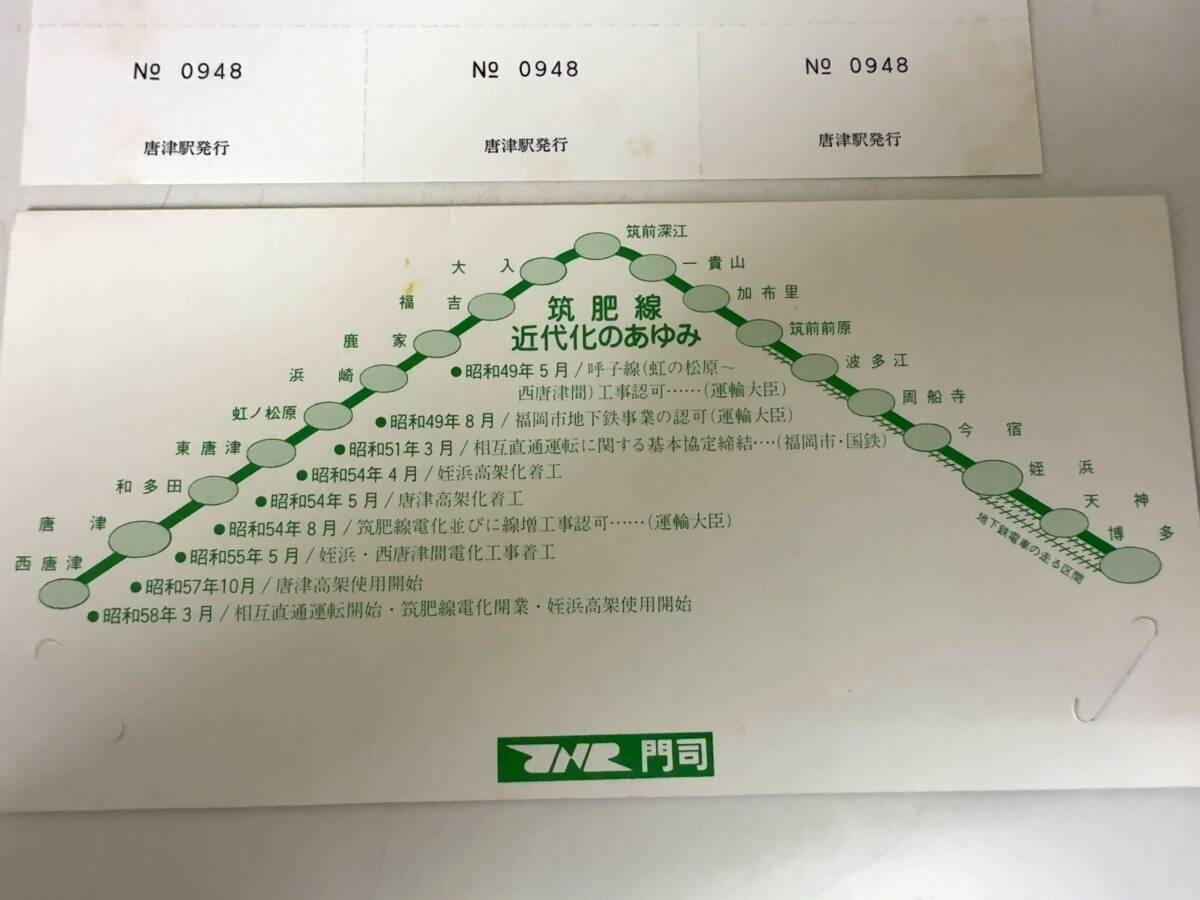 № 0948
№ 0948
№ 0948
唐津駅発行
唐津駅発行
唐津駅発行
筑前深江
大入
一貴山
福吉
加布里
鹿家
筑前前原
浜崎
波多江
虹ノ松原
周船寺
東唐津
今宿
和多田
姪浜
唐津
天神
西唐津
博多
地下鉄電車の走る区間
筑肥線
近代化のあゆみ
●昭和49年5月/呼子線(虹の松原~
西唐津間)工事認可……(運輸大臣)
●昭和49年8月/福岡市地下鉄事業の認可(運輸大臣)
●昭和51年3月/相互直通運転に関する基本協定締結‥‥(福岡市・国鉄)
●昭和54年4月/姪浜高架化着工
●昭和54年5月/唐津高架化着工
●昭和54年8月/筑肥線電化並びに線増工事認可……(運輸大臣)
●昭和55年5月/姪浜・西唐津間電化工事着工
●昭和57年10月/唐津高架使用開始
●昭和58年3月/相互直通運転開始・筑肥線電化開業・姪浜高架使用開始
JNR 門司